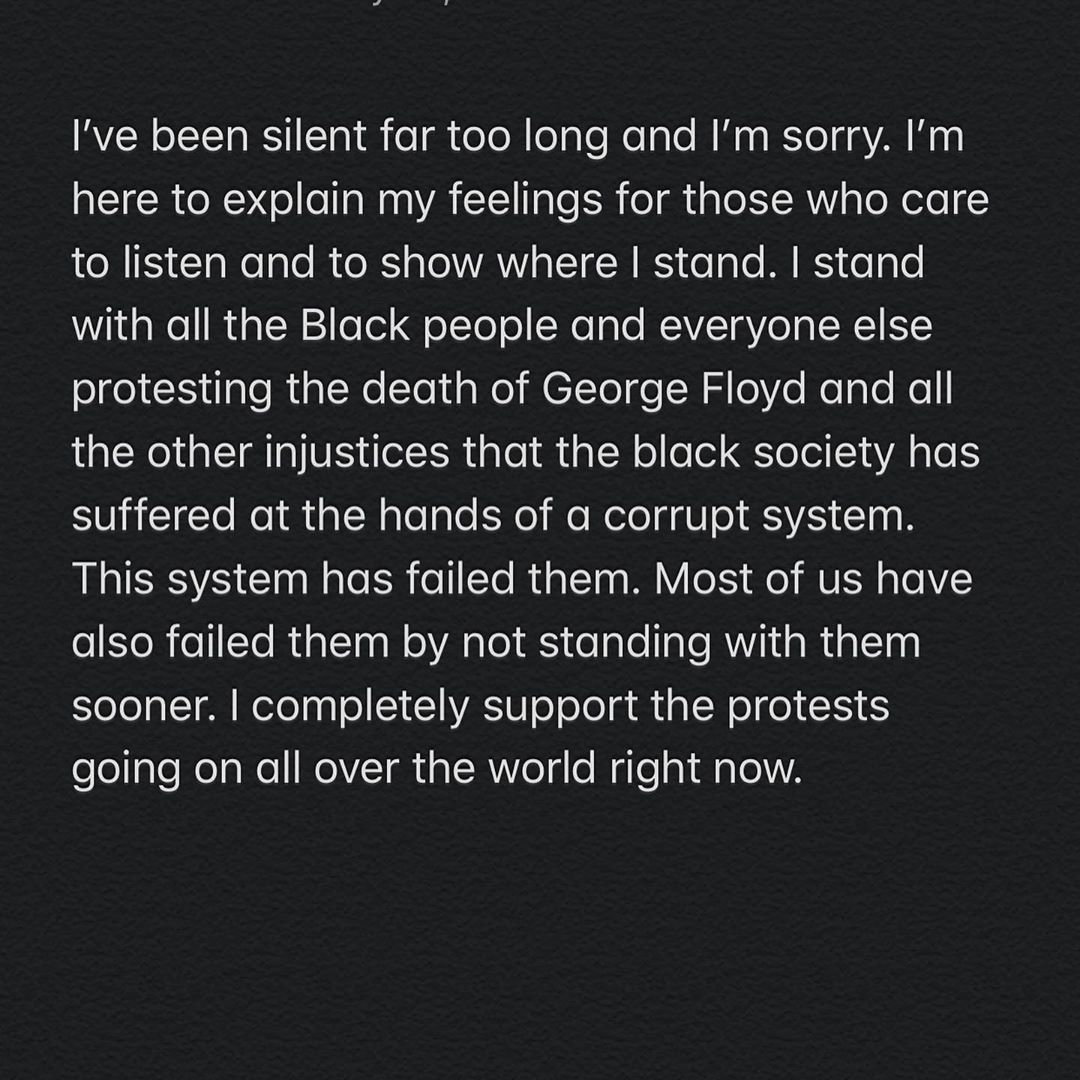 I’ve been silent far too long and I’m sorry. I’m
here to explain my feelings for those who care
to listen and to show where I stand. I stand
with all the Black people and everyone else
protesting the death of George Floyd and all
the other injustices that the black society has
suffered at the hands of a corrupt system.
This system has failed them. Most of us have
also failed them by not standing with them
sooner. I completely support the protests
going on all over the world right now.